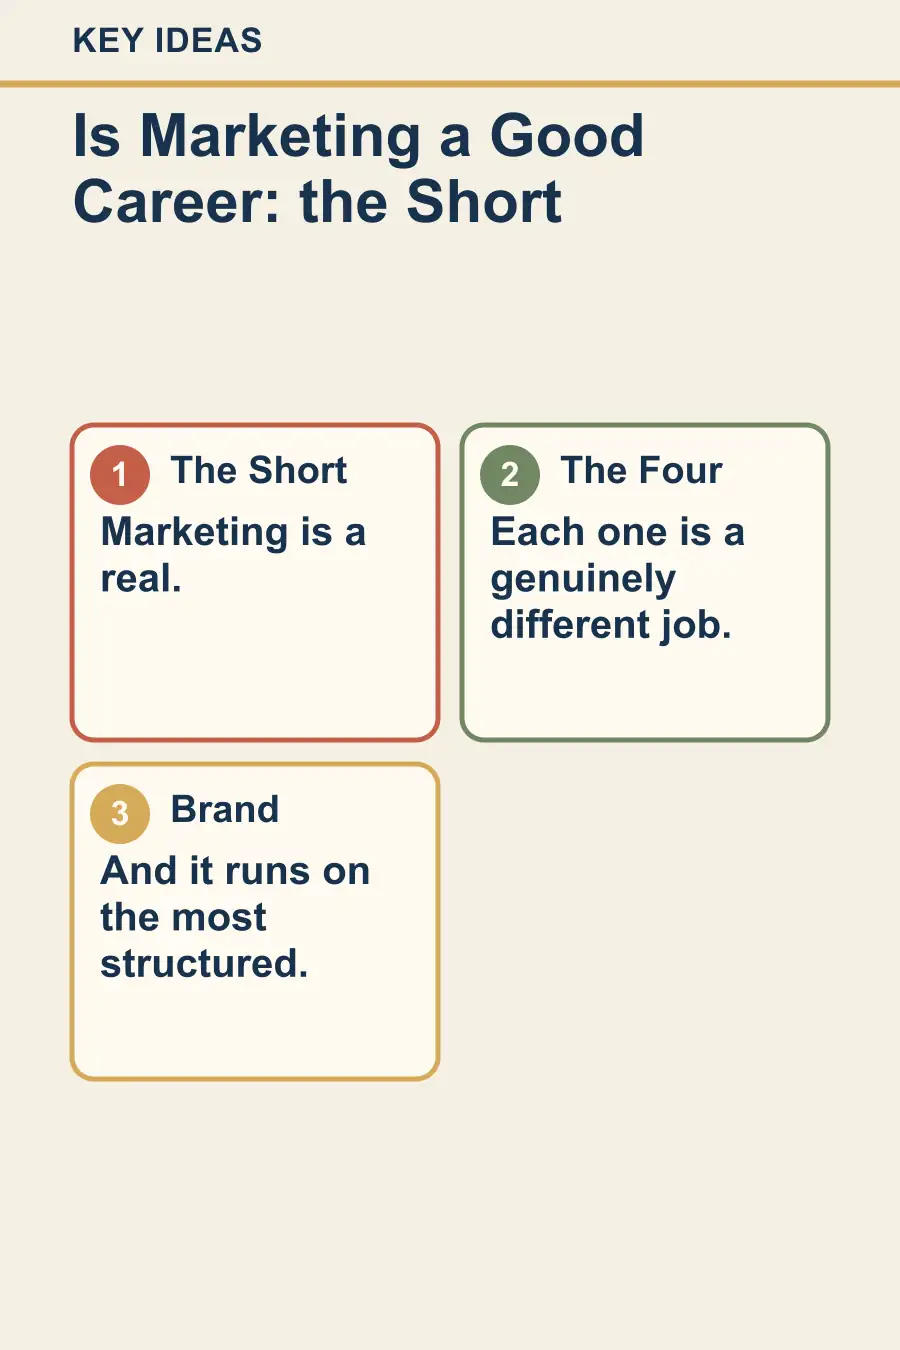 KEY IDEAS
Is Marketing a Good
Career: the Short
1 The Short
Marketing is a
real.
2 The Four
Each one is a
genuinely
different job.
3 Brand
And it runs on
the most
structured.